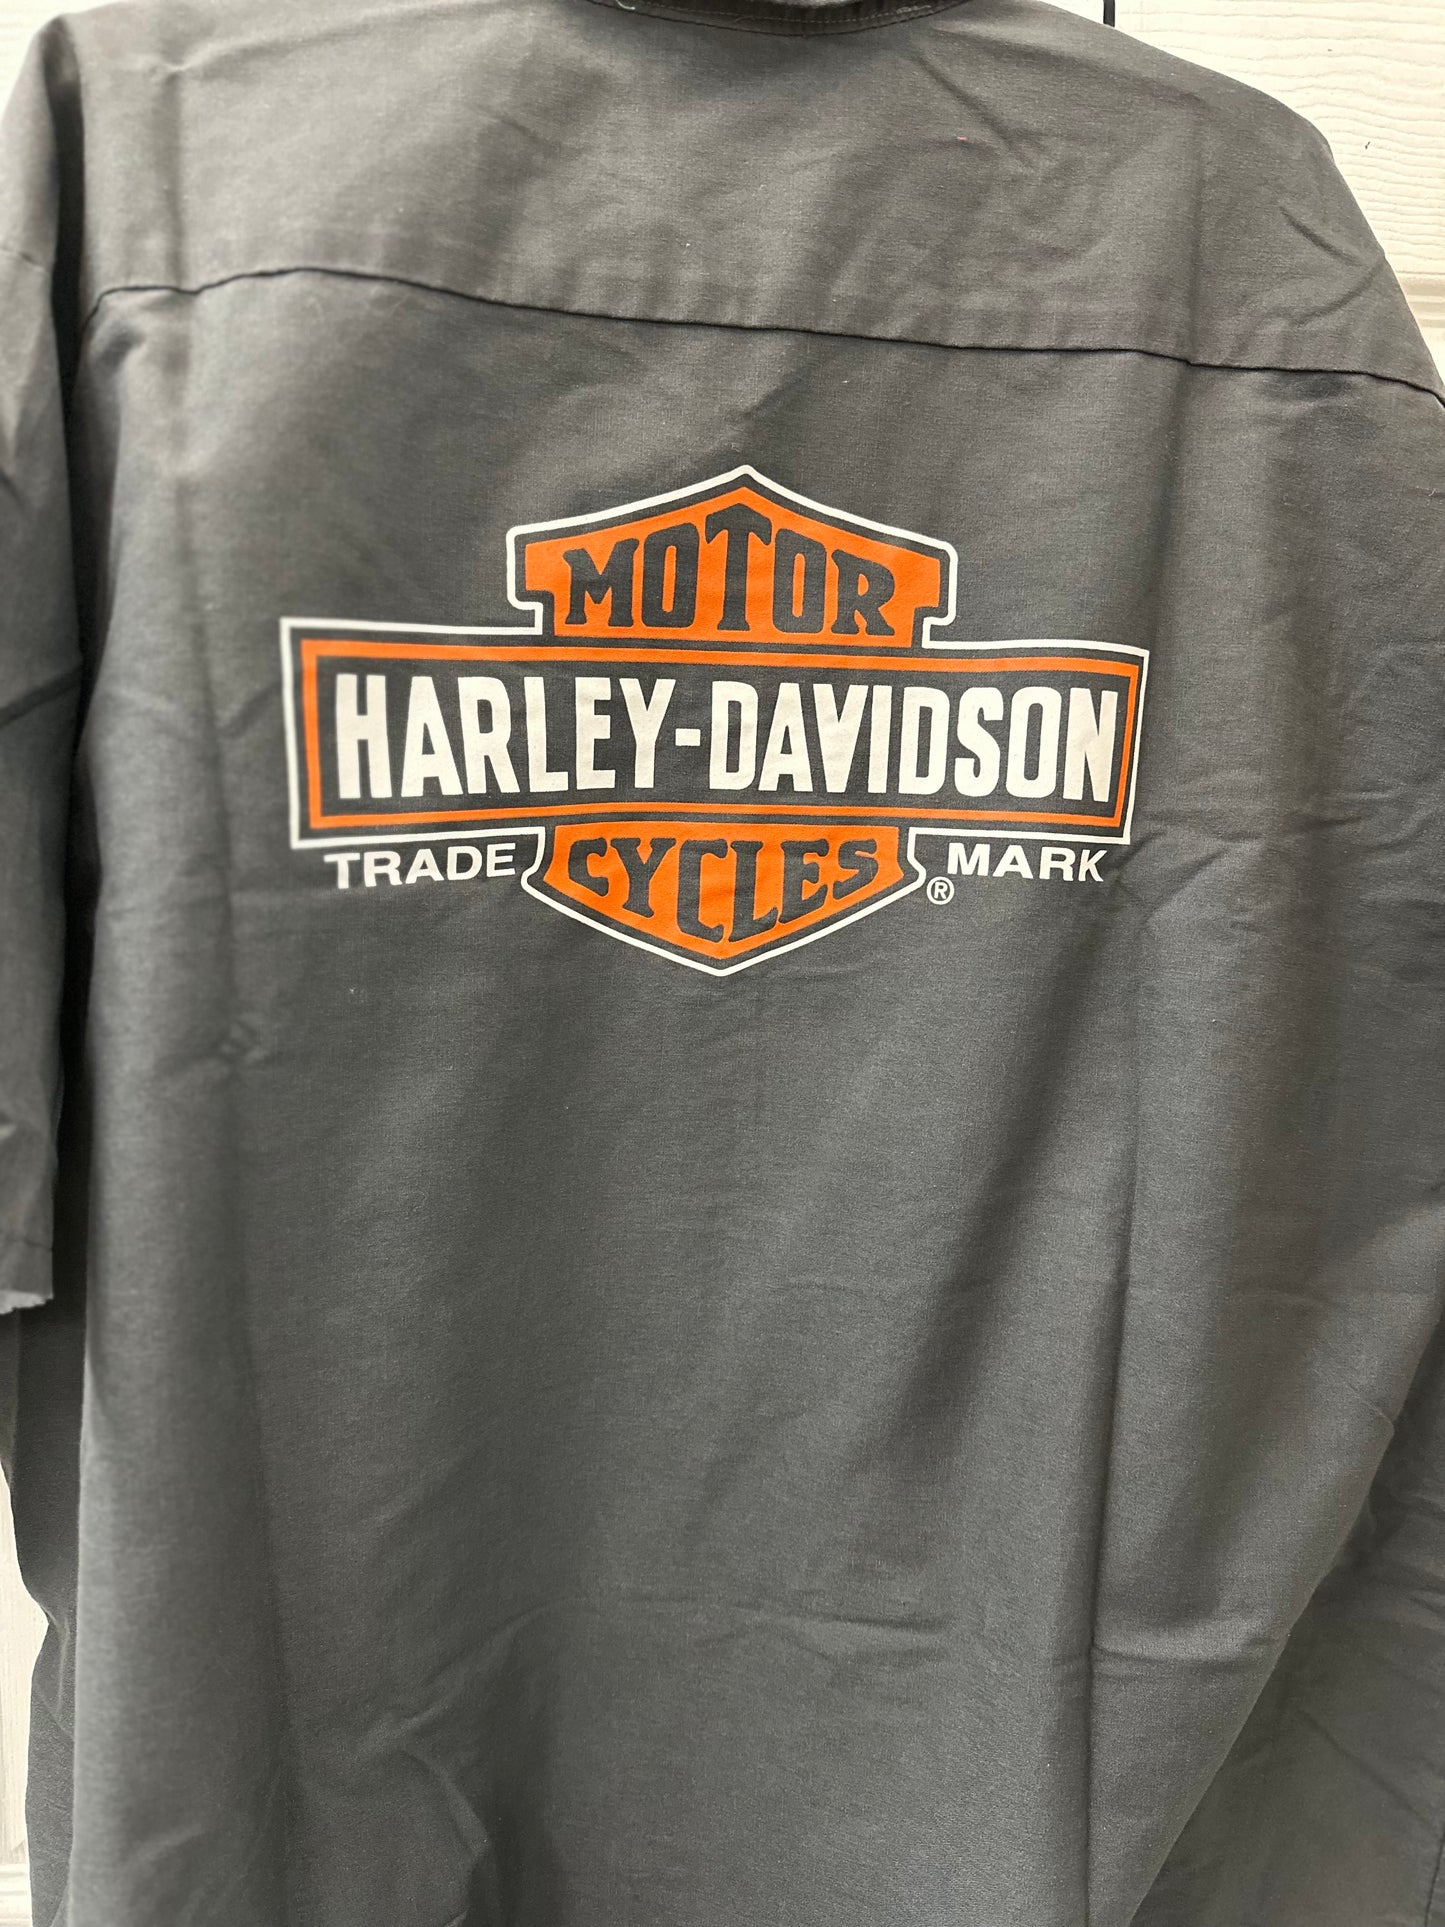 MOTOR
HARLEY-DAVIDSON
TRADE MARK
CYCLES ®